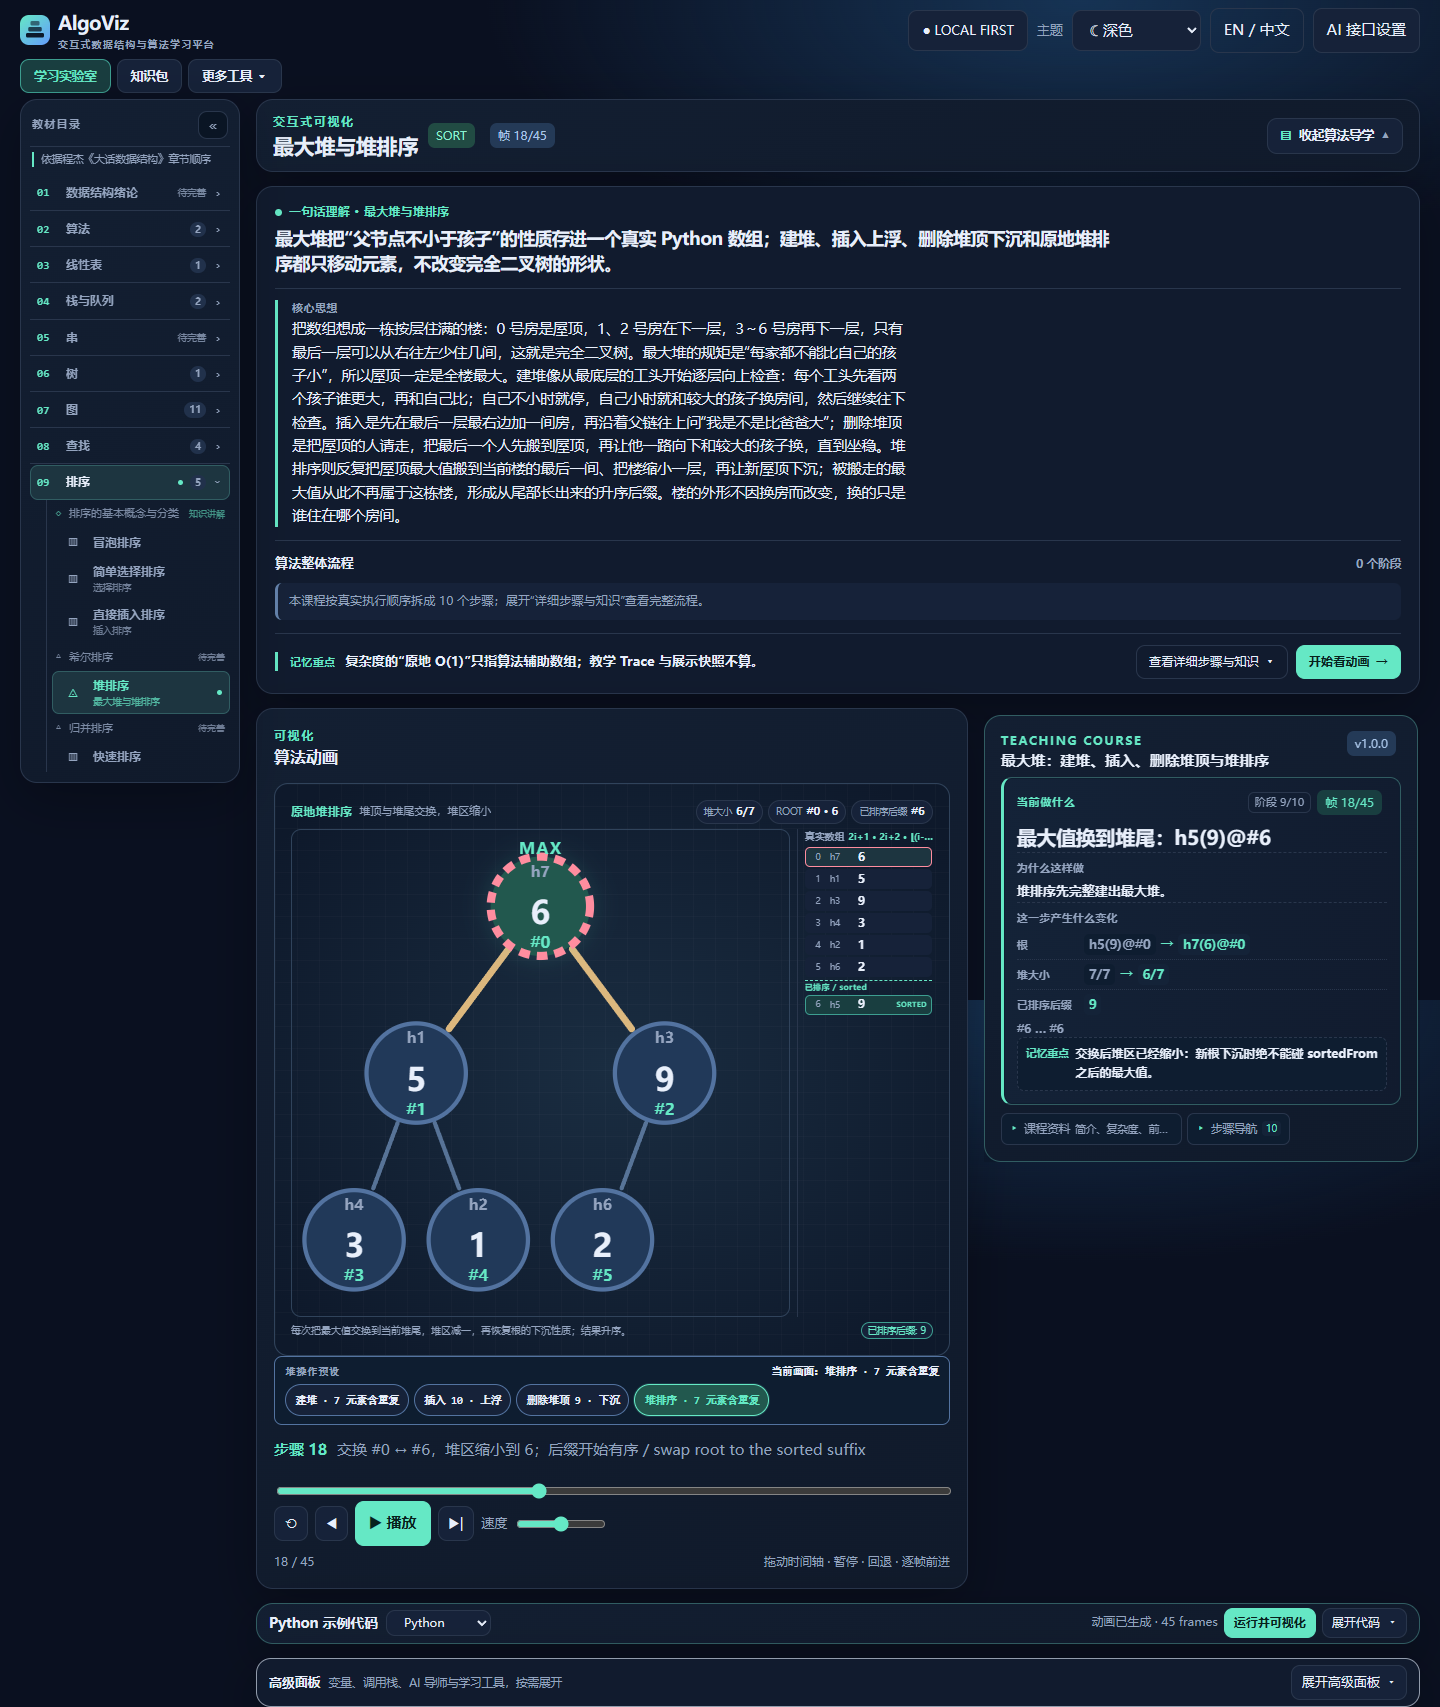 AlgoViz
交互式数据结构与算法学习平台
● LOCAL FIRST
主题
☾ 深色
EN / 中文
AI 接口设置
学习实验室
知识包
更多工具
教材目录
«
依据程杰《大话数据结构》章节顺序
01 数据结构绪论 待完善 ›
02 算法 2 ›
03 线性表 1 ›
04 栈与队列 2 ›
05 串 待完善 ›
06 树 1 ›
07 图 11 ›
08 查找 4 ›
09 排序 5
排序的基本概念与分类 知识讲解
冒泡排序
简单选择排序
选择排序
直接插入排序
插入排序
希尔排序 待完善
堆排序
最大堆与堆排序
归并排序 待完善
快速排序
交互式可视化
最大堆与堆排序 SORT 帧 18/45
收起算法导学
一句话理解 • 最大堆与堆排序
最大堆把“父节点不小于孩子”的性质存进一个真实 Python 数组；建堆、插入上浮、删除堆顶下沉和原地堆排
序都只移动元素，不改变完全二叉树的形状。
核心思想
把数组想成一栋按层住满的楼：0 号房是屋顶，1、2 号房在下一层，3～6 号房再下一层，只有
最后一层可以从右往左少住几间，这就是完全二叉树。最大堆的规矩是“每家都不能比自己的孩
子小”，所以屋顶一定是全楼最大。建堆像从最底层的工头开始逐层向上检查：每个工头先看两
个孩子谁更大，再和自己比；自己不小时就停，自己小时就和较大的孩子换房间，然后继续往下
检查。插入是先在最后一层最右边加一间房，再沿着父链往上问“我是不是比爸爸大”；删除堆顶
是把屋顶的人请走，把最后一个人先搬到屋顶，再让他一路向下和较大的孩子换，直到坐稳。堆
排序则反复把屋顶最大值搬到当前楼的最后一间、把楼缩小一层，再让新屋顶下沉；被搬走的最
大值从此不再属于这栋楼，形成从尾部长出来的升序后缀。楼的外形不因换房而改变，换的只是
谁住在哪个房间。
算法整体流程 0 个阶段
本课程按真实执行顺序拆成 10 个步骤；展开“详细步骤与知识”查看完整流程。
记忆重点 复杂度的“原地 O(1)”只指算法辅助数组；教学 Trace 与展示快照不算。
查看详细步骤与知识
开始看动画 →
可视化
算法动画
原地堆排序 堆顶与堆尾交换，堆区缩小
堆大小 6/7
ROOT #0 • 6
已排序后缀 #6
MAX
h7
6
#0
h1
5
#1
h3
9
#2
h4
3
#3
h2
1
#4
h6
2
#5
真实数组 2i+1 • 2i+2 • ⌊(i-...
0 h7 6
1 h1 5
2 h3 9
3 h4 3
4 h2 1
5 h6 2
已排序 / sorted
6 h5 9 SORTED
每次把最大值交换到当前堆尾，堆区减一，再恢复根的下沉性质；结果升序。
已排序后缀: 9
堆操作预设
当前画面：堆排序 · 7 元素含重复
建堆 · 7 元素含重复
插入 10 · 上浮
删除堆顶 9 · 下沉
堆排序 · 7 元素含重复
步骤 18 交换 #0 ↔ #6，堆区缩小到 6；后缀开始有序 / swap root to the sorted suffix
▶ 播放
速度
18 / 45
拖动时间轴 · 暂停 · 回退 · 逐帧前进
TEACHING COURSE
最大堆：建堆、插入、删除堆顶与堆排序
v1.0.0
当前做什么
阶段 9/10
帧 18/45
最大值换到堆尾：h5(9)@#6
为什么这样做
堆排序先完整建出最大堆。
这一步产生什么变化
根 h5(9)@#0 → h7(6)@#0
堆大小 7/7 → 6/7
已排序后缀 9
#6 ... #6
记忆重点 交换后堆区已经缩小：新根下沉时绝不能碰 sortedFrom
之后的最大值。
课程资料 简介、复杂度、前...
步骤导航 10
Python 示例代码
Python
动画已生成 · 45 frames
运行并可视化
展开代码
高级面板 变量、调用栈、AI 导师与学习工具，按需展开
展开高级面板